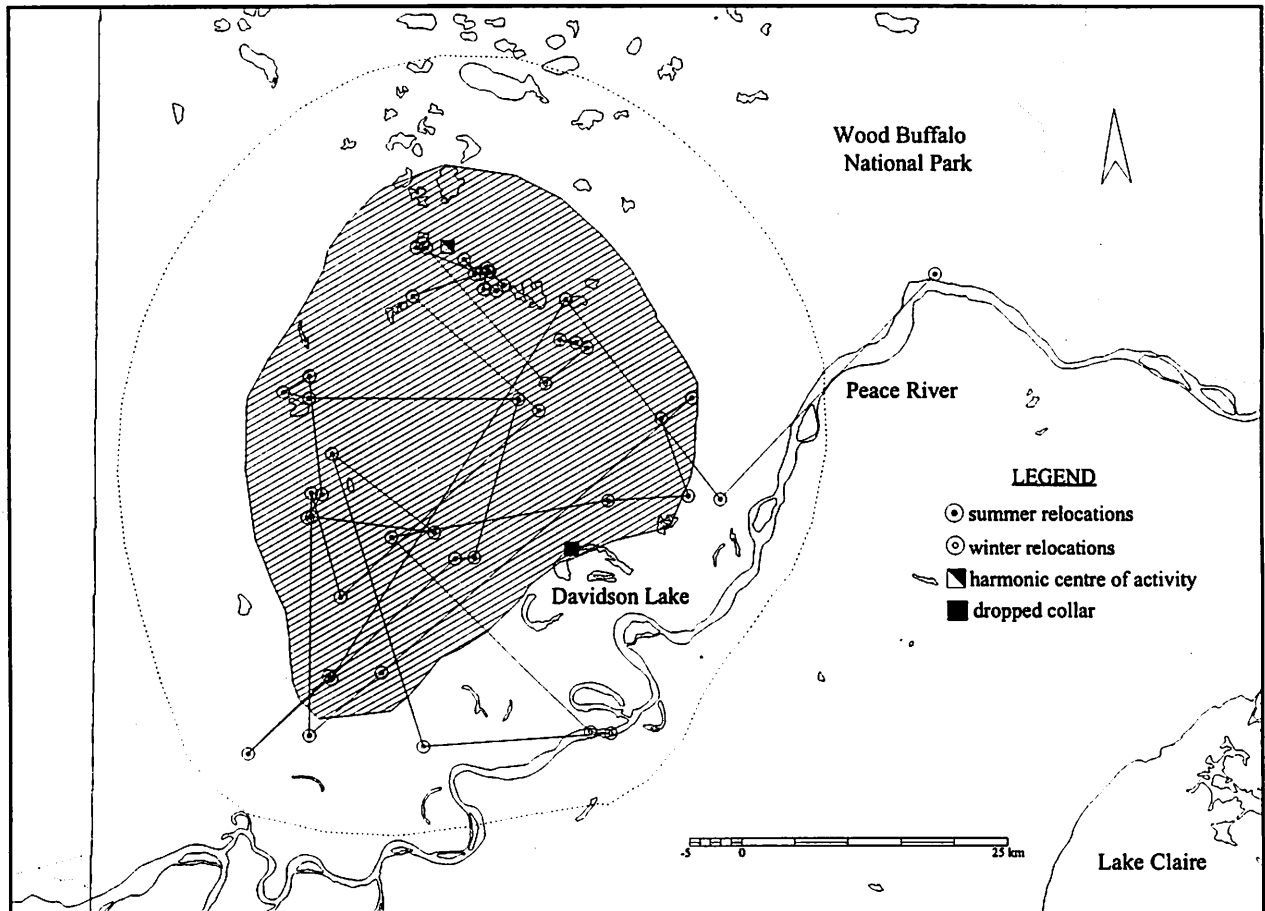 Wood Buffalo
National Park
Peace River
LEGEND
summer relocations
winter relocations
harmonic centre of activity
dropped collar
Davidson Lake
-5 0 25 km
Lake Claire